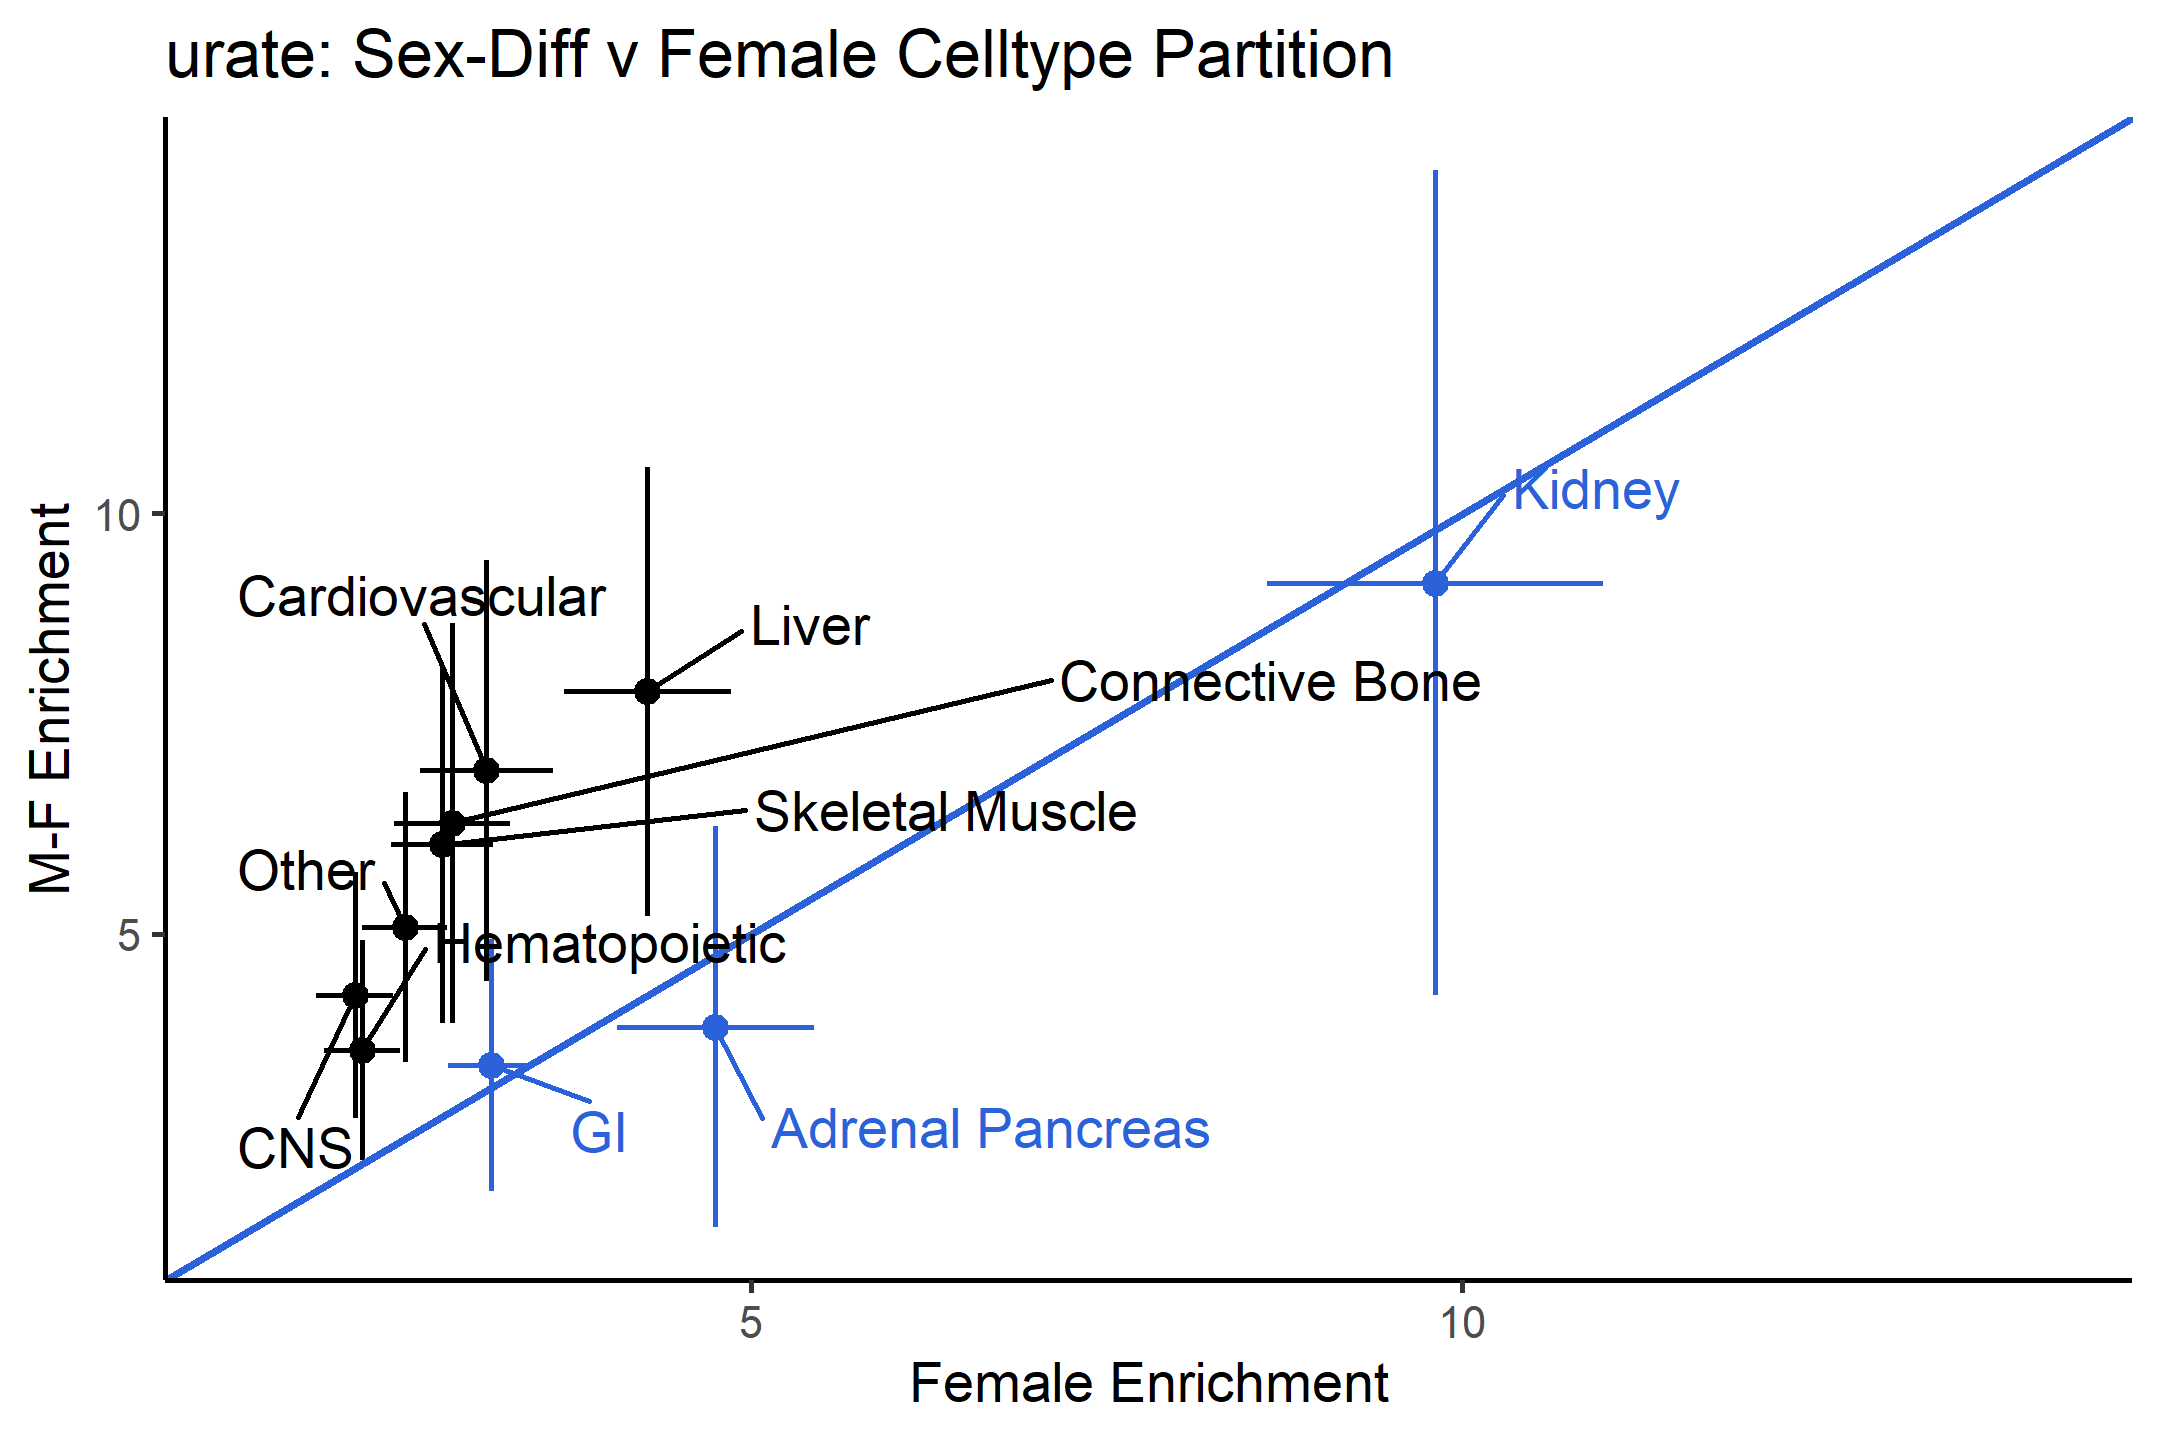 urate: Sex-Diff v Female Celltype Partition
M-F Enrichment
10
5
Kidney
Cardiovascular
Liver
Connective Bone
Skeletal Muscle
Other
Hematopoietic
GI
Adrenal Pancreas
CNS
5
10
Female Enrichment